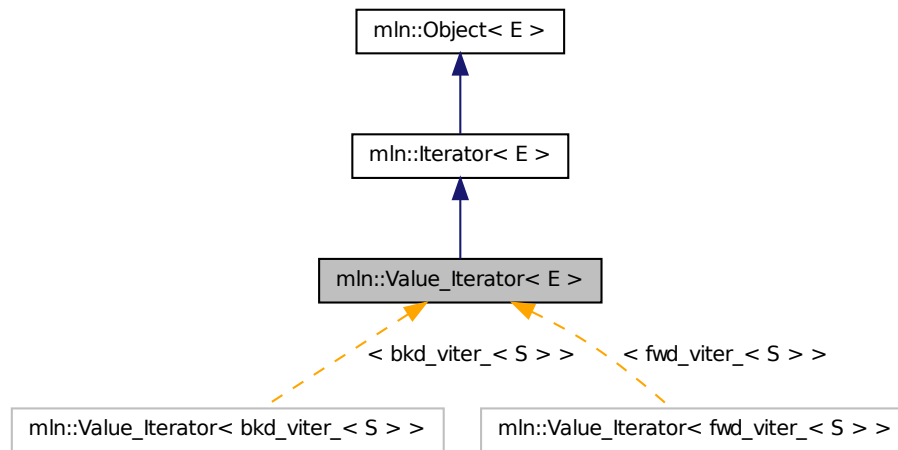 mln::Object< E >
mln::Iterator< E >
mln::Value_Iterator< E >
< bkd_viter_< S > >
< fwd_viter_< S > >
mln::Value_Iterator< bkd_viter_< S > >
mln::Value_Iterator< fwd_viter_< S > >